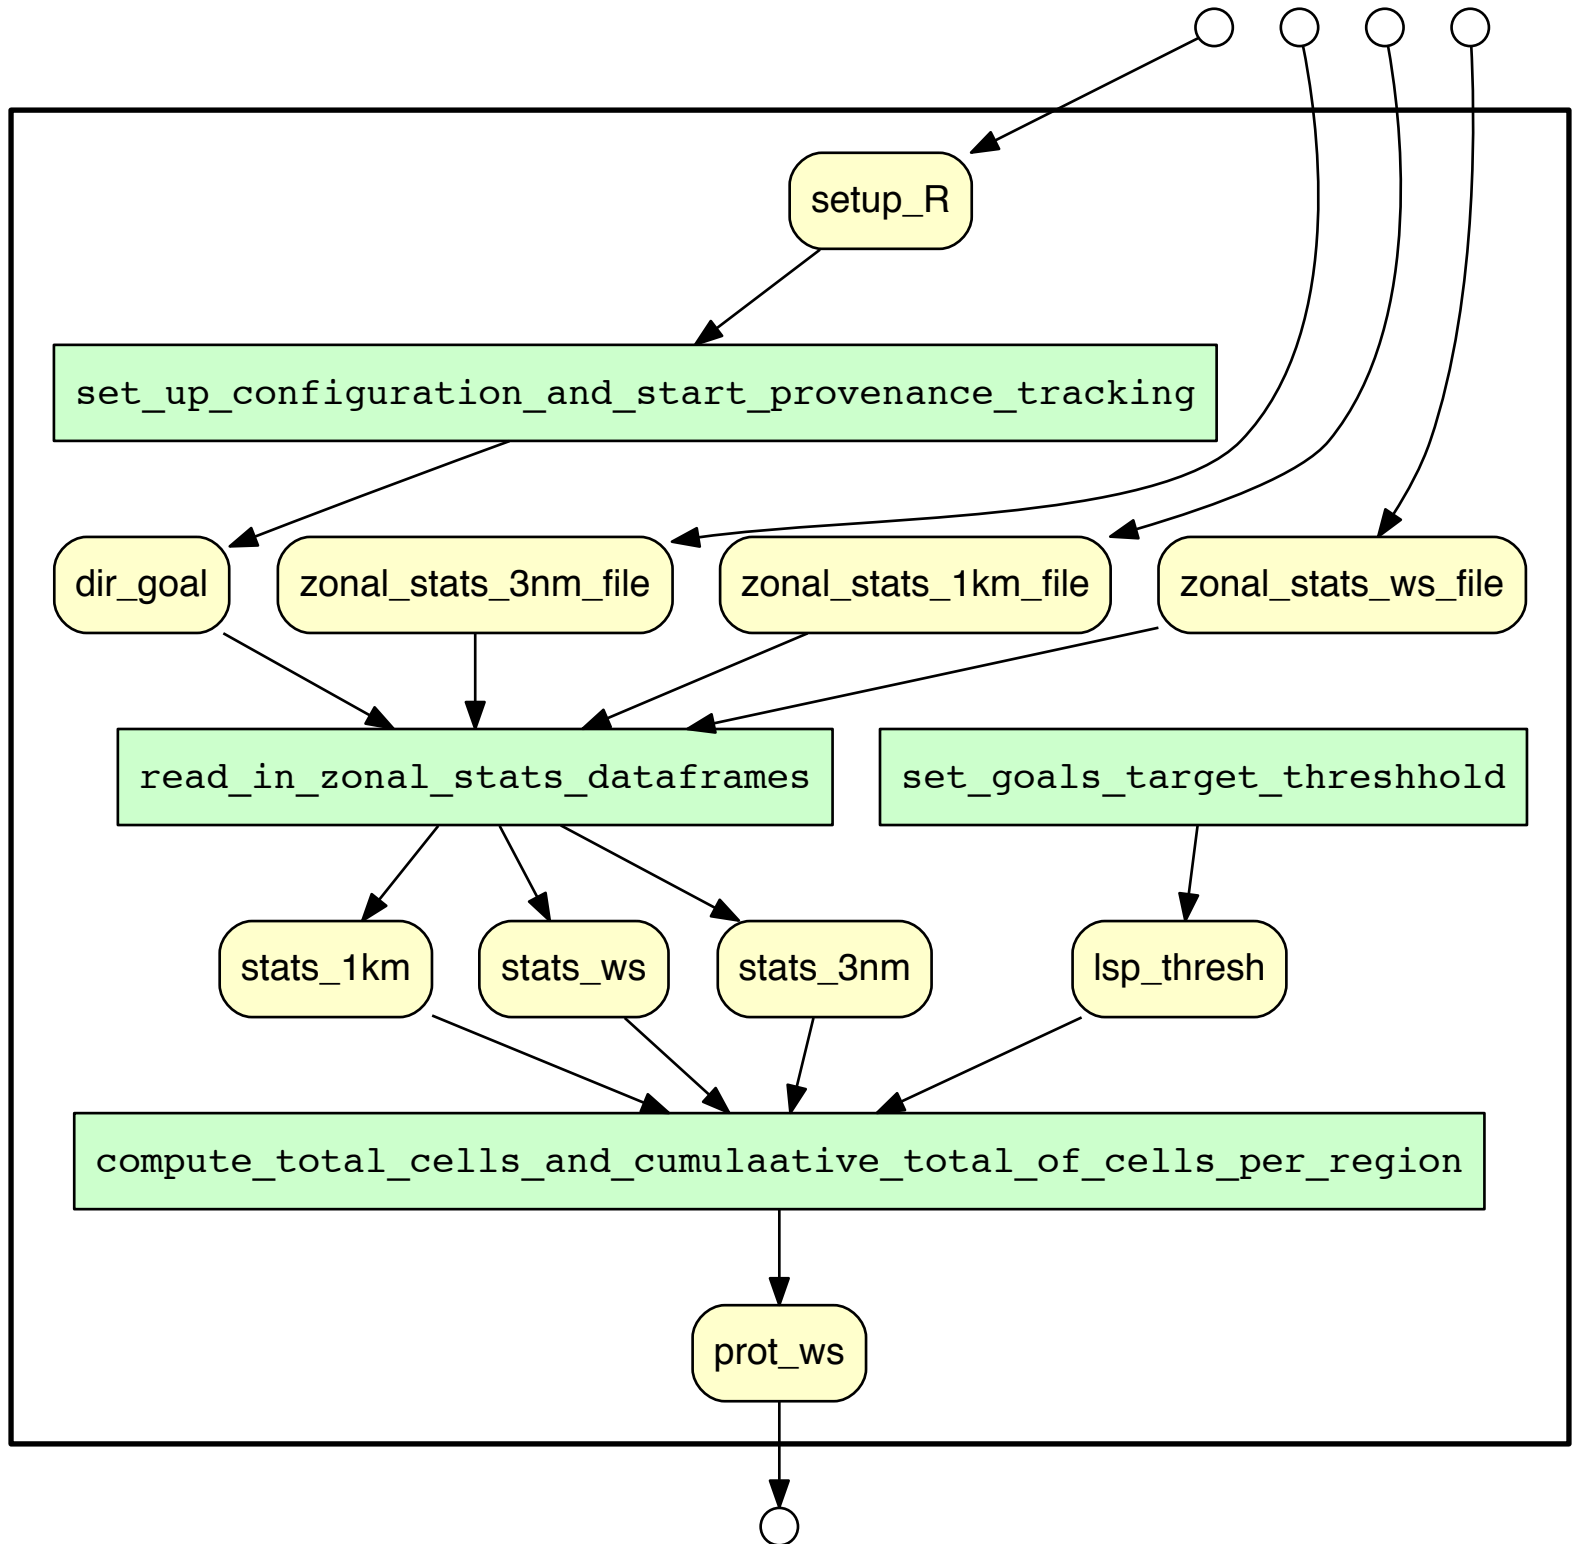 setup_R
set_up_configuration_and_start_provenance_tracking
dir_goal
zonal_stats_3nm_file
zonal_stats_1km_file
zonal_stats_ws_file
read_in_zonal_stats_dataframes
set_goals_target_threshhold
stats_1km
stats_ws
stats_3nm
lsp_thresh
compute_total_cells_and_cumulaative_total_of_cells_per_region
prot_ws